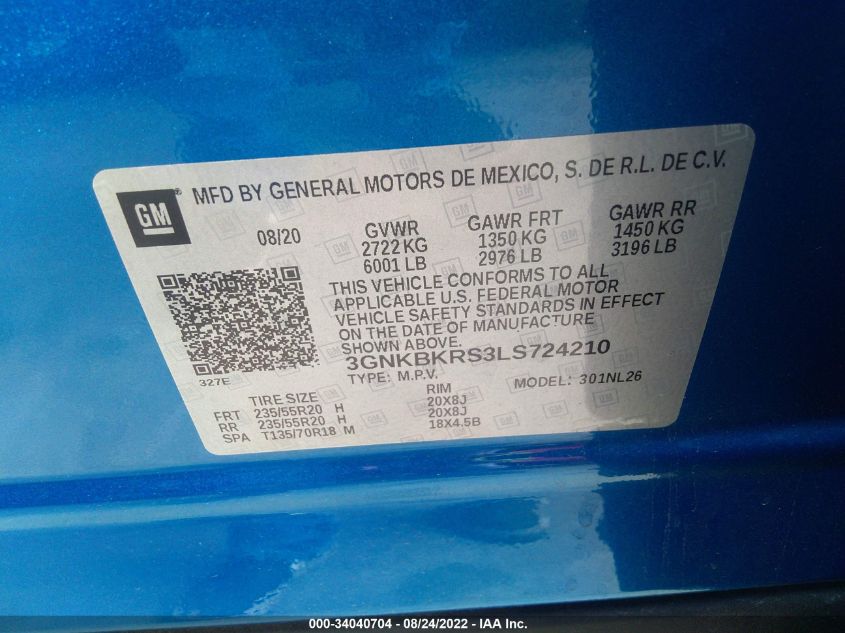 GM
MFD BY GENERAL MOTORS DE MEXICO, S. DE R.L. DE C.V.
08/20 GVWR GAWR FRT GAWR RR
2722 KG 1350 KG 1450 KG
6001 LB 2976 LB 3196 LB
THIS VEHICLE CONFORMS TO ALL
APPLICABLE U.S. FEDERAL MOTOR
VEHICLE SAFETY STANDARDS IN EFFECT
ON THE DATE OF MANUFACTURE
SHOWN ABOVE.
3GNKBKRS3LS724210
327E TYPE: M.P.V. MODEL: 301NL26
TIRE SIZE RIM
FRT 235/55R20 H 20X8J
RR 235/55R20 H 20X8J
SPA T135/70R18 M 18X4.5B
000-34040704 - 08/24/2022 - IAA Inc.